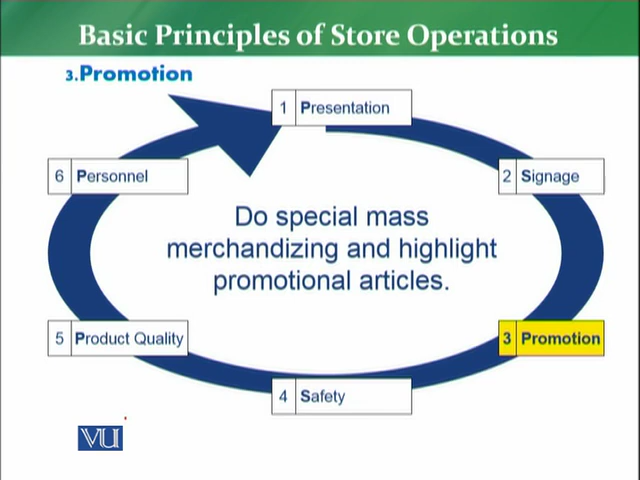 Basic Principles of Store Operations
3.Promotion
1 Presentation
6 Personnel
2 Signage
Do special mass
merchandizing and highlight
promotional articles.
5 Product Quality
3 Promotion
4 Safety
VU